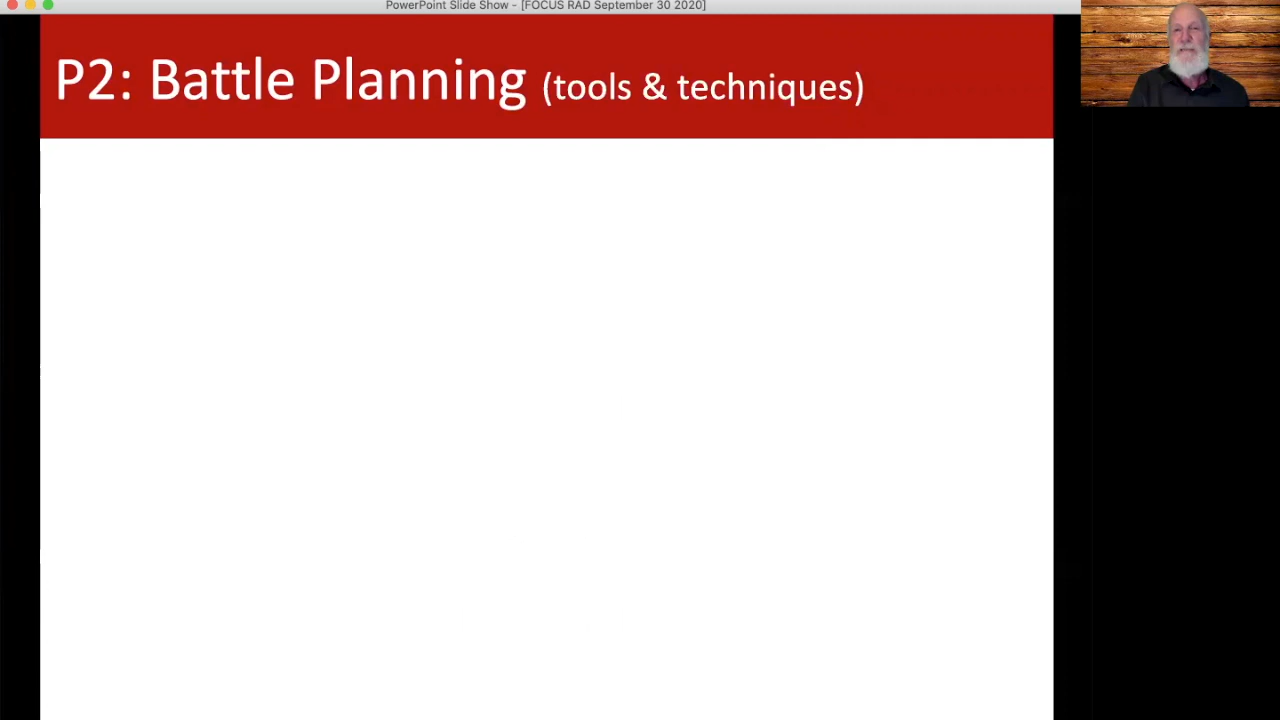 PowerPoint Slide Show - [FOCUS RAD September 30 2020]
P2: Battle Planning (tools & techniques)